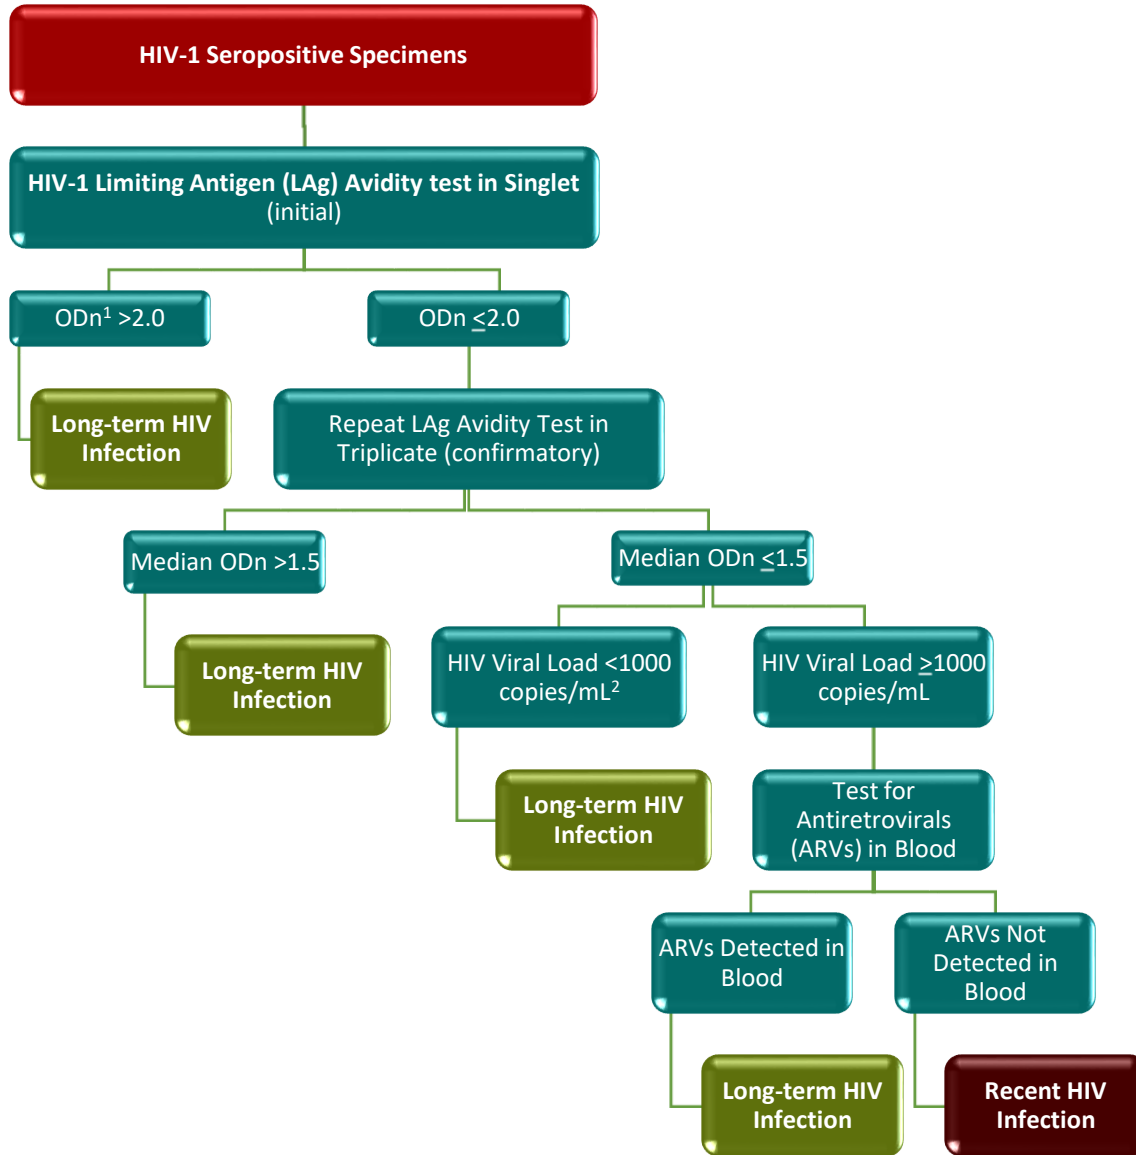 HIV-1 Seropositive Specimens
HIV-1 Limiting Antigen (LAg) Avidity test in Singlet
(initial)
ODn¹ >2.0
ODn ≤2.0
Long-term HIV
Infection
Repeat LAg Avidity Test in
Triplicate (confirmatory)
Median ODn >1.5
Median ODn ≤1.5
Long-term HIV
Infection
HIV Viral Load <1000
copies/mL²
HIV Viral Load ≥1000
copies/mL
Long-term HIV
Infection
Test for
Antiretrovirals
(ARVs) in Blood
ARVs Detected in
Blood
ARVs Not
Detected in
Blood
Long-term HIV
Infection
Recent HIV
Infection